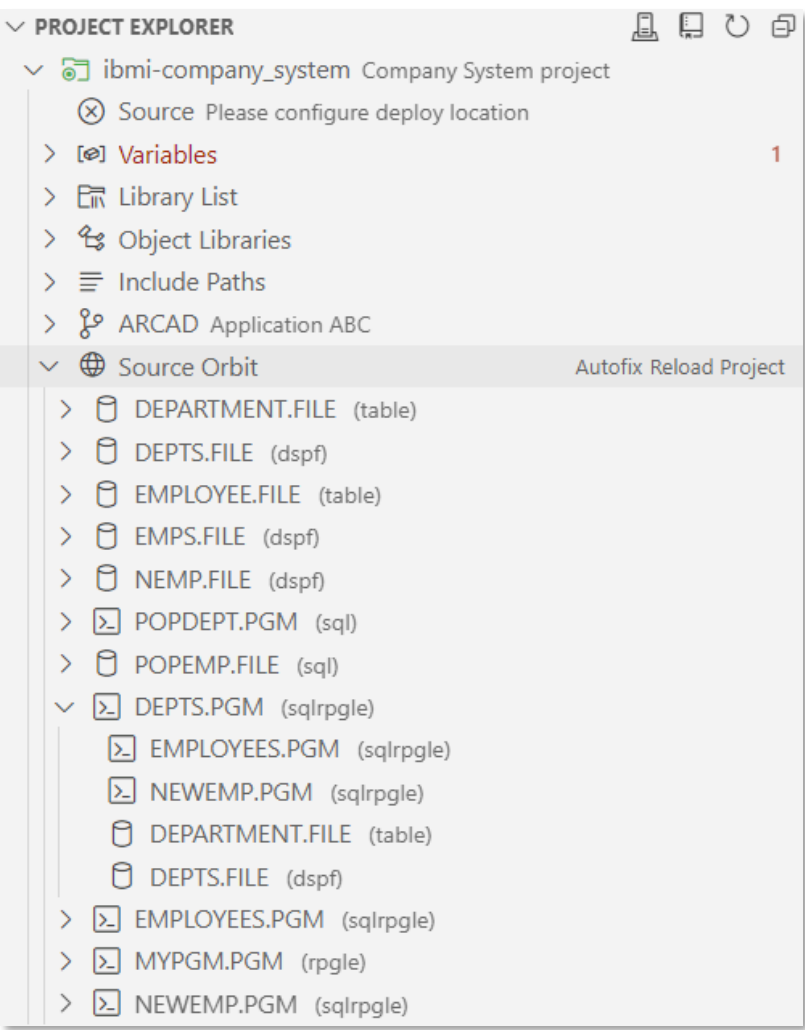 PROJECT EXPLORER
ibmi-company_system Company System project
Source Please configure deploy location
Variables 1
Library List
Object Libraries
Include Paths
ARCAD Application ABC
Source Orbit Autofix Reload Project
DEPARTMENT.FILE (table)
DEPTS.FILE (dspf)
EMPLOYEE.FILE (table)
EMPS.FILE (dspf)
NEMP.FILE (dspf)
POPDEPT.PGM (sql)
POPEMP.FILE (sql)
DEPTS.PGM (sqlrpgle)
EMPLOYEES.PGM (sqlrpgle)
NEWEMP.PGM (sqlrpgle)
DEPARTMENT.FILE (table)
DEPTS.FILE (dspf)
EMPLOYEES.PGM (sqlrpgle)
MYPGM.PGM (rpgle)
NEWEMP.PGM (sqlrpgle)